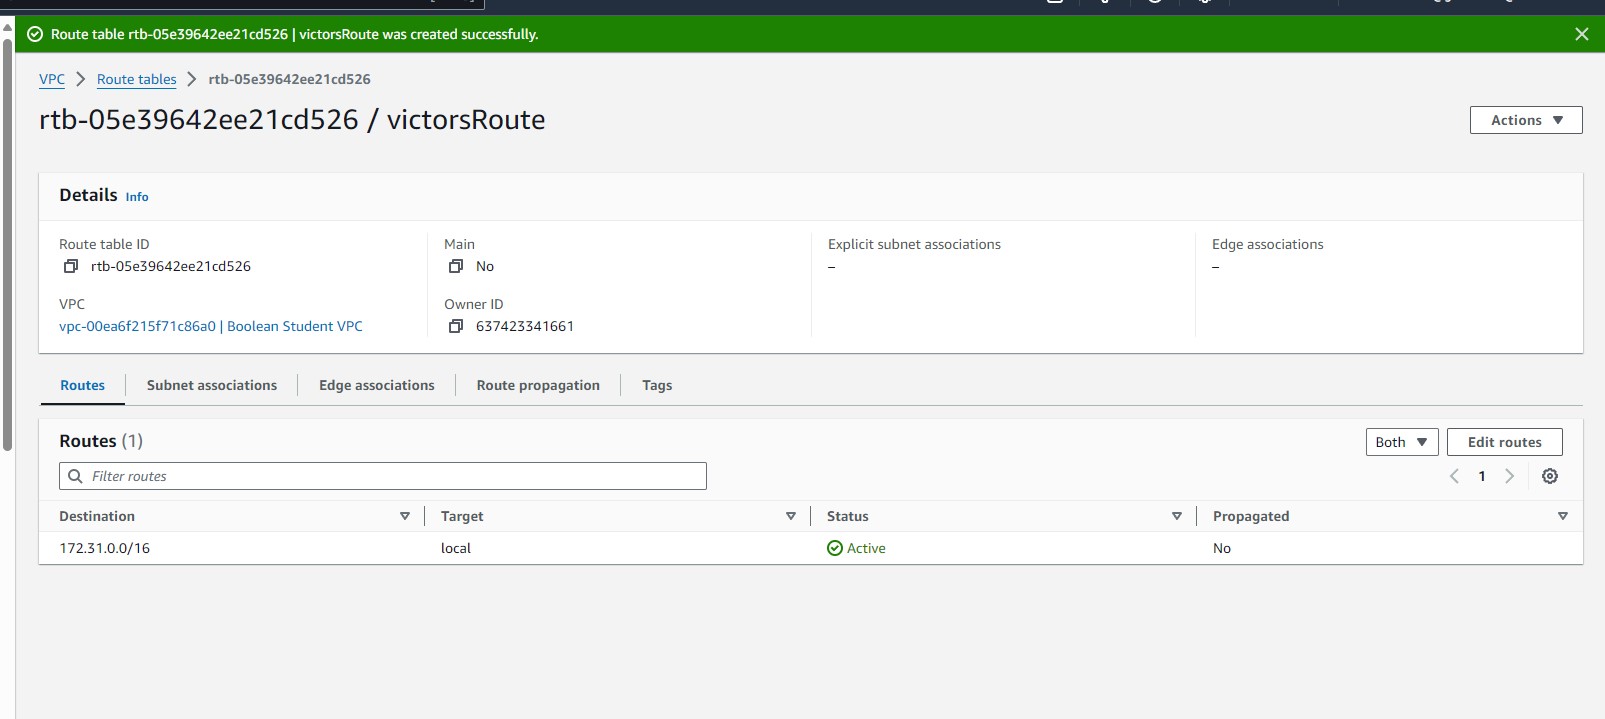 Route table rtb-05e39642ee21cd526 | victorsRoute was created successfully.
VPC > Route tables > rtb-05e39642ee21cd526
rtb-05e39642ee21cd526 / victorsRoute
Actions
Details Info
Route table ID
rtb-05e39642ee21cd526
Main
No
Explicit subnet associations
–
Edge associations
–
VPC
vpc-00ea6f215f71c86a0 | Boolean Student VPC
Owner ID
637423341661
Routes
Subnet associations
Edge associations
Route propagation
Tags
Routes (1)
Both
Edit routes
Filter routes
1
Destination Target Status Propagated
172.31.0.0/16 local Active No